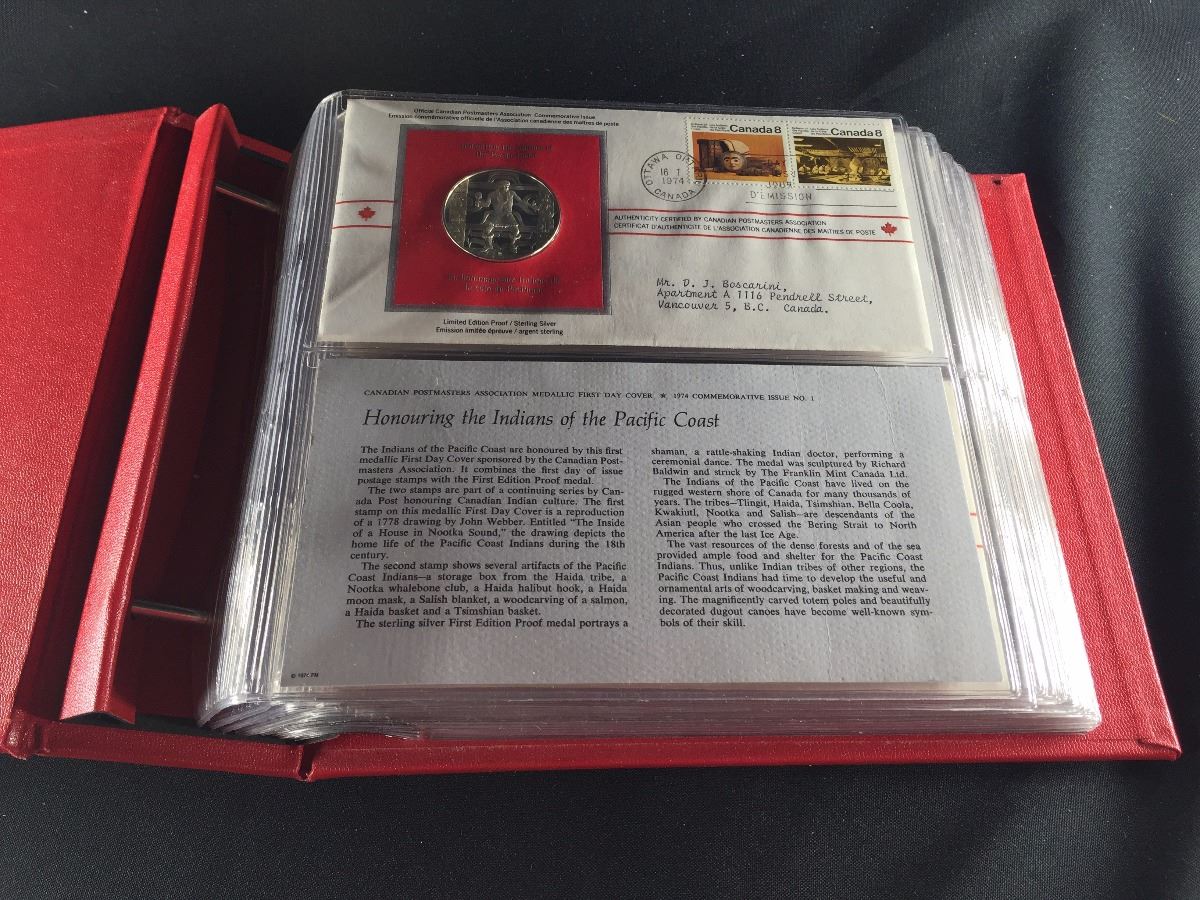 Official Canadian Postmasters Association Commemorative Issue
Emission commémorative officielle de l'Association canadienne des maîtres de poste
Limited Edition Proof / Sterling Silver
Emission limitée épreuve / argent sterling
Canada 8
Canada 8
OTTAWA
16 1
1974
CANADA
JOUR
D'EMISSION
AUTHENTICITY CERTIFIED BY CANADIAN POSTMASTERS ASSOCIATION
CERTIFICAT D'AUTHENTICITE DE L'ASSOCIATION CANADIENNE DES MAITRES DE POSTE
Mr. D. J. Boscarini,
Apartment A 1116 Pendrell Street,
Vancouver 5, B.C. Canada.
CANADIAN POSTMASTERS ASSOCIATION MEDALLIC FIRST DAY COVER ★ 1974 COMMEMORATIVE ISSUE NO. 1
Honouring the Indians of the Pacific Coast
The Indians of the Pacific Coast are honoured by this first
medallic First Day Cover sponsored by the Canadian Post-
masters Association. It combines the first day of issue
postage stamps with the First Edition Proof medal.
The two stamps are part of a continuing series by Can-
ada Post honouring Canadian Indian culture. The first
stamp on this medallic First Day Cover is a reproduction
of a 1778 drawing by John Webber. Entitled “The Inside
of a House in Nootka Sound,” the drawing depicts the
home life of the Pacific Coast Indians during the 18th
century.
The second stamp shows several artifacts of the Pacific
Coast Indians—a storage box from the Haida tribe, a
Nootka whalebone club, a Haida halibut hook, a Haida
moon mask, a Salish blanket, a woodcarving of a salmon,
a Haida basket and a Tsimshian basket.
The sterling silver First Edition Proof medal portrays a
shaman, a rattle-shaking Indian doctor, performing a
ceremonial dance. The medal was sculptured by Richard
Baldwin and struck by The Franklin Mint Canada Ltd.
The Indians of the Pacific Coast have lived on the
rugged western shore of Canada for many thousands of
years. The tribes—Tlingit, Haida, Tsimshian, Bella Coola,
Kwakiutl, Nootka and Salish—are descendants of the
Asian people who crossed the Bering Strait to North
America after the last Ice Age.
The vast resources of the dense forests and of the sea
provided ample food and shelter for the Pacific Coast
Indians. Thus, unlike Indian tribes of other regions, the
Pacific Coast Indians had time to develop the useful and
ornamental arts of woodcarving, basket making and weav-
ing. The magnificently carved totem poles and beautifully
decorated dugout canoes have become well-known sym-
bols of their skill.
© 1974 FM